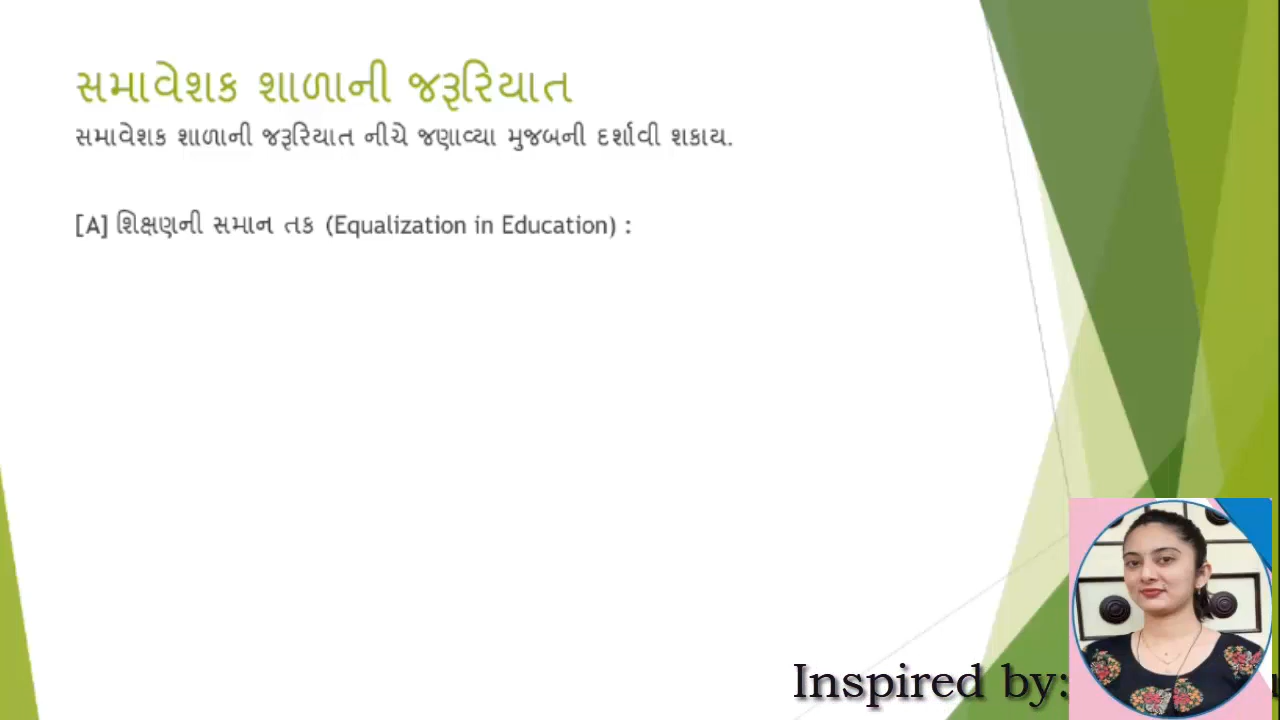 સમાવેશક શાળાની જરૂરિયાત
સમાવેશક શાળાની જરૂરિયાત નીચે જણાવ્યા મુજબની દર્શાવી શકાય.
[A] શિક્ષણની સમાન તક (Equalization in Education) :
Inspired by: